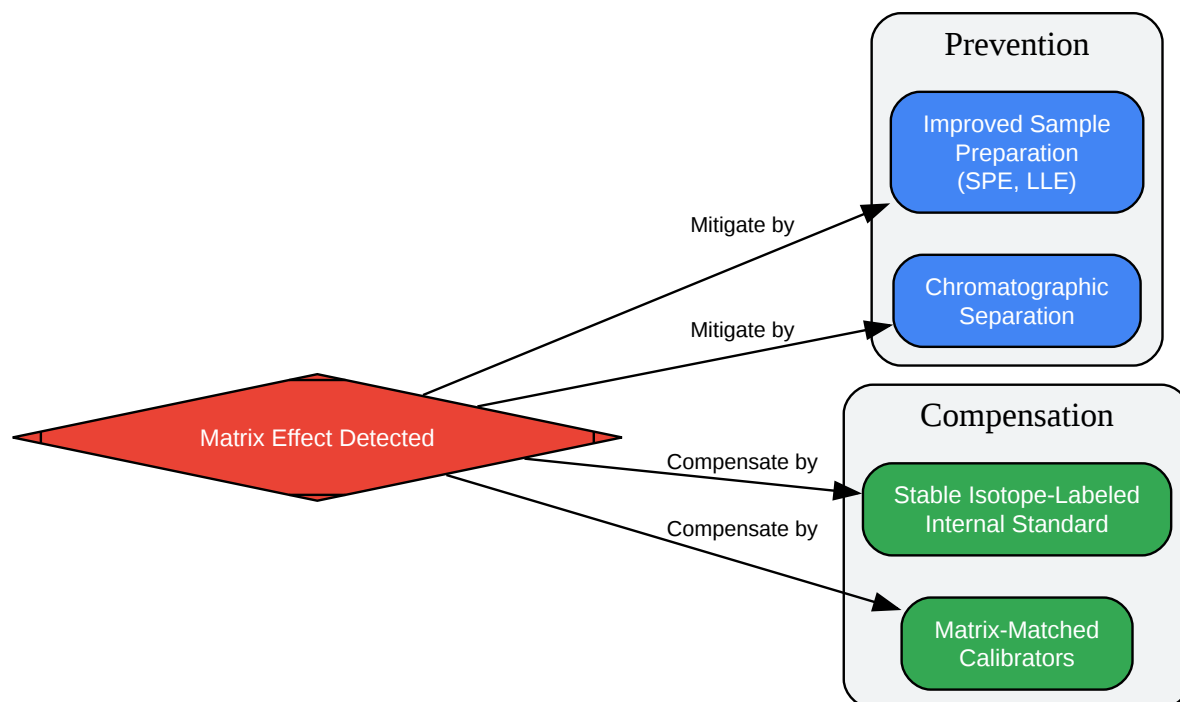 Prevention
Improved Sample
Preparation
(SPE, LLE)
Mitigate by
Chromatographic
Separation
Mitigate by
Matrix Effect Detected
Compensation
Compensate by
Stable Isotope-Labeled
Internal Standard
Compensate by
Matrix-Matched
Calibrators